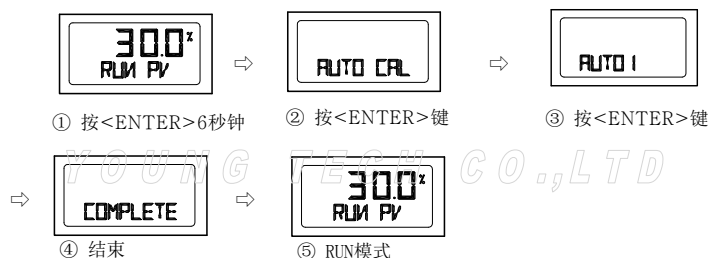 30.0%
RUN PV
⇨
AUTO CAL
⇨
AUTO 1
① 按<ENTER>6秒钟
② 按<ENTER>键
③ 按<ENTER>键
YOUNG TECH CO.,LTD
⇨
COMPLETE
⇨
30.0%
RUN PV
④ 结束
⑤ RUN模式